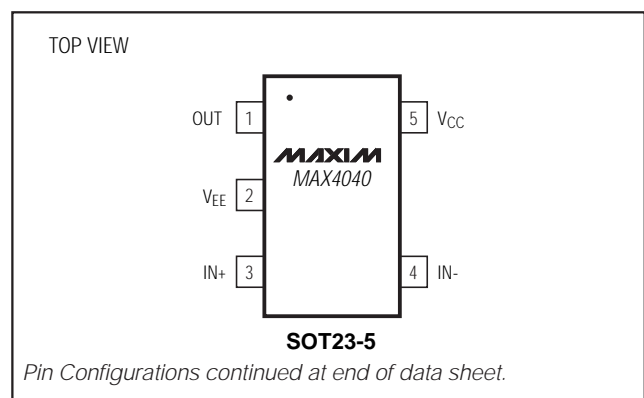 TOP VIEW
OUT 1
5 VCC
MAXIM
MAX4040
VEE 2
IN+ 3
4 IN-
SOT23-5
Pin Configurations continued at end of data sheet.